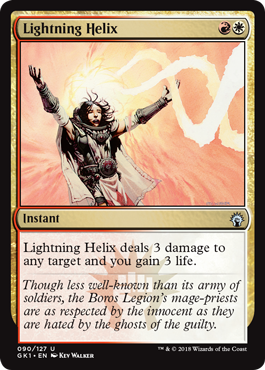 Lightning Helix
Instant
Lightning Helix deals 3 damage to
any target and you gain 3 life.
Though less well-known than its army of
soldiers, the Boros Legion's mage-priests
are as respected by the innocent as they
are hated by the ghosts of the guilty.
090/127 U
GK1 • EN KEV WALKER
™ & © 2018 Wizards of the Coast